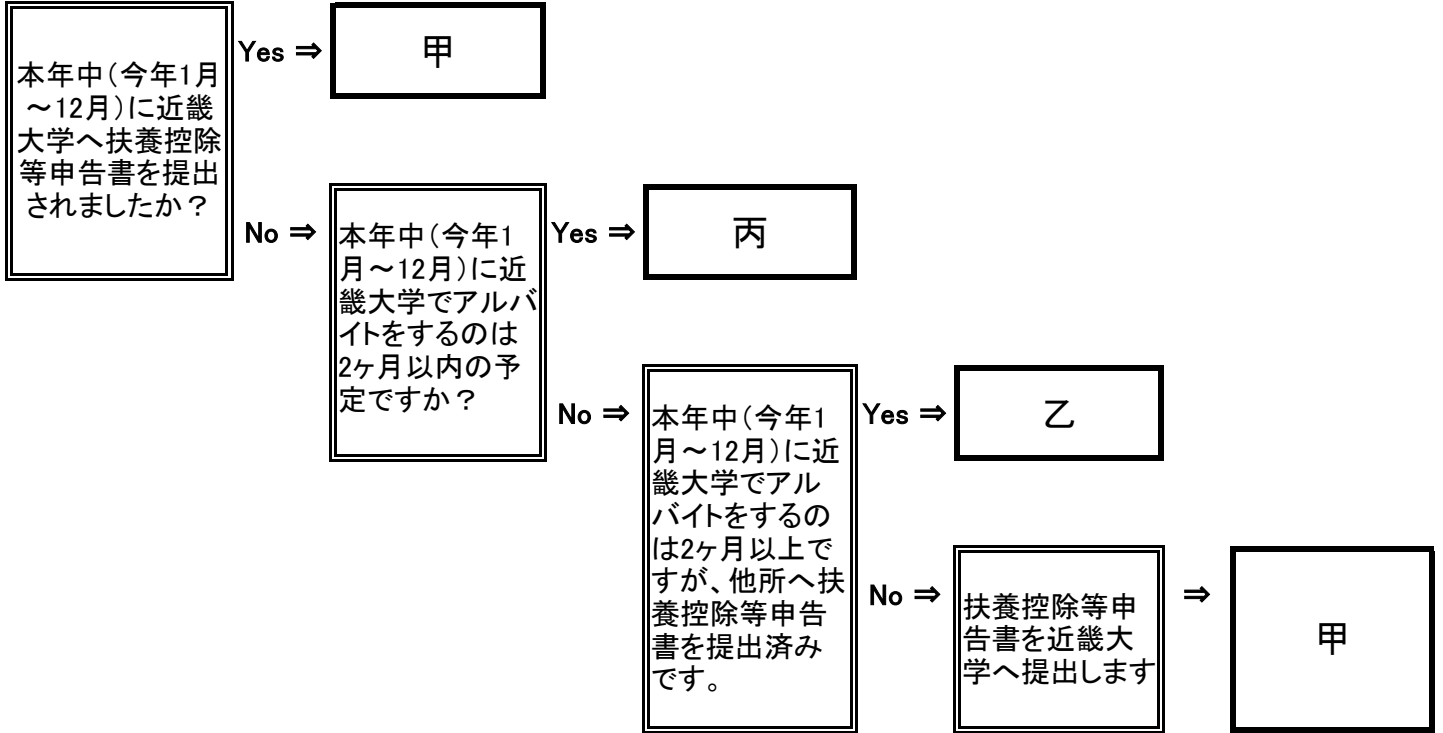 本年中(今年1月
～12月)に近畿
大学へ扶養控除
等申告書を提出
されましたか？
Yes ⇒
甲
No ⇒
本年中(今年1
月～12月)に近
畿大学でアルバ
イトをするのは
2ヶ月以内の予
定ですか？
Yes ⇒
丙
No ⇒
本年中(今年1
月～12月)に近
畿大学でアル
バイトをするの
は2ヶ月以上で
すが、他所へ扶
養控除等申告
書を提出済み
です。
Yes ⇒
乙
No ⇒
扶養控除等申
告書を近畿大
学へ提出します
⇒
甲